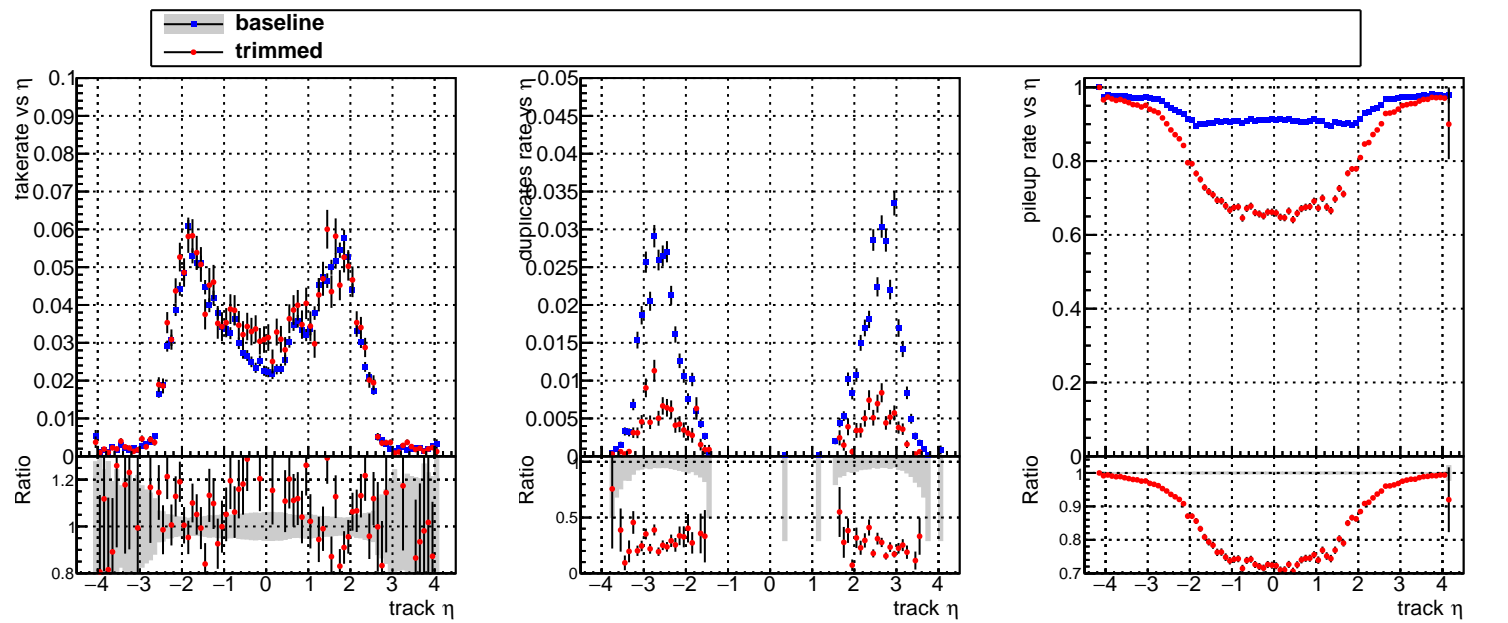 baseline
trimmed
fakerate vs η
0.1
0.09
0.08
0.07
0.06
0.05
0.04
0.03
0.02
0.01
0
Ratio
1.2
1
0.8
−4 −3 −2 −1 0 1 2 3 4
track η
duplicates rate vs η
0.05
0.045
0.04
0.035
0.03
0.025
0.02
0.015
0.01
0.005
0
Ratio
0.5
0
−4 −3 −2 −1 0 1 2 3 4
track η
pileup rate vs η
1
0.8
0.6
0.4
0.2
0
Ratio
1
0.9
0.8
0.7
−4 −3 −2 −1 0 1 2 3 4
track η